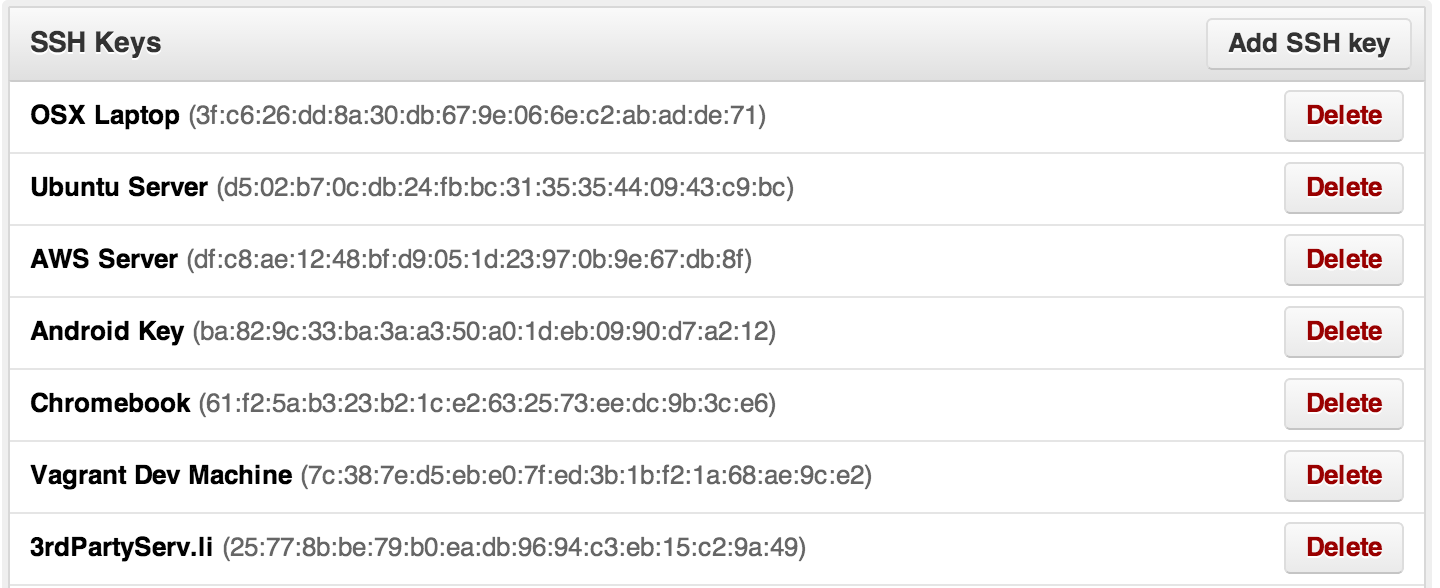 SSH Keys Add SSH key
OSX Laptop (3f:c6:26:dd:8a:30:db:67:9e:06:6e:c2:ab:ad:de:71) Delete
Ubuntu Server (d5:02:b7:0c:db:24:fb:bc:31:35:35:44:09:43:c9:bc) Delete
AWS Server (df:c8:ae:12:48:bf:d9:05:1d:23:97:0b:9e:67:db:8f) Delete
Android Key (ba:82:9c:33:ba:3a:a3:50:a0:1d:eb:09:90:d7:a2:12) Delete
Chromebook (61:f2:5a:b3:23:b2:1c:e2:63:25:73:ee:dc:9b:3c:e6) Delete
Vagrant Dev Machine (7c:38:7e:d5:eb:e0:7f:ed:3b:1b:f2:1a:68:ae:9c:e2) Delete
3rdPartyServ.li (25:77:8b:be:79:b0:ea:db:96:94:c3:eb:15:c2:9a:49) Delete